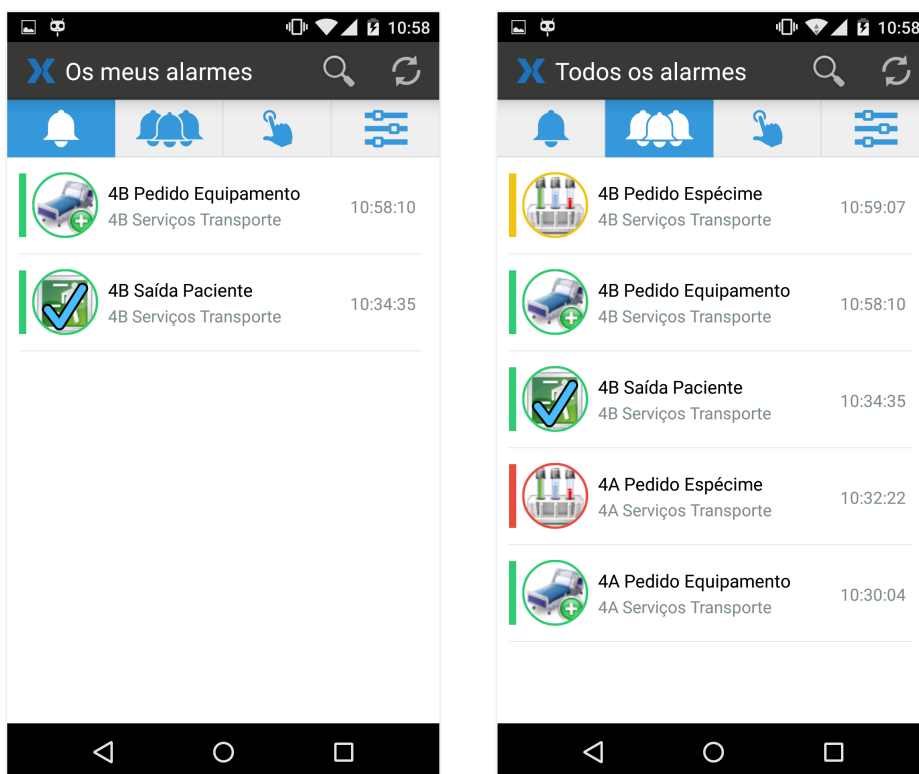 10:58
Os meus alarmes
4B Pedido Equipamento
4B Serviços Transporte
10:58:10
4B Saída Paciente
4B Serviços Transporte
10:34:35
10:58
Todos os alarmes
4B Pedido Espécime
4B Serviços Transporte
10:59:07
4B Pedido Equipamento
4B Serviços Transporte
10:58:10
4B Saída Paciente
4B Serviços Transporte
10:34:35
4A Pedido Espécime
4A Serviços Transporte
10:32:22
4A Pedido Equipamento
4A Serviços Transporte
10:30:04